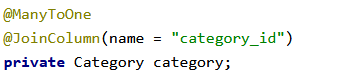 @ManyToOne
@JoinColumn(name = "category_id")
private Category category;